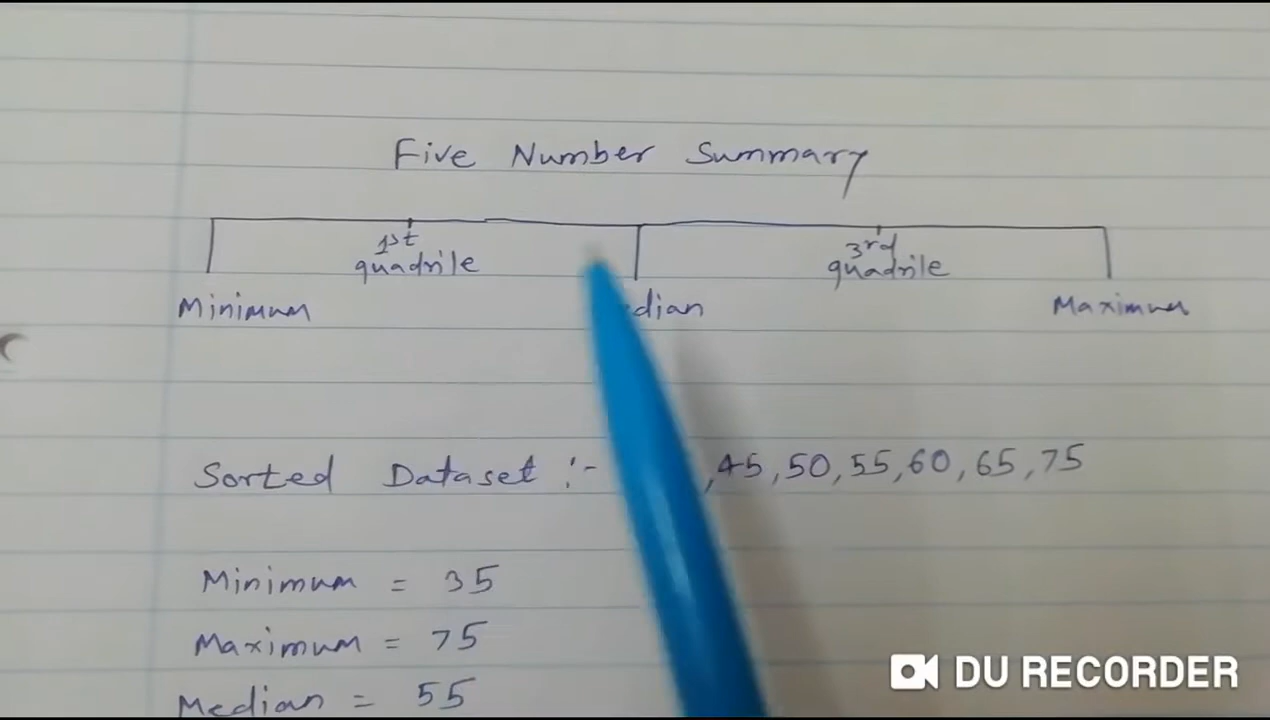 Five Number Summary
1st
quadrile
3rd
quadrile
Minimum
Maximum
Sorted Dataset :- ,45,50,55,60,65,75
Minimum = 35
Maximum = 75
Median = 55
DU RECORDER